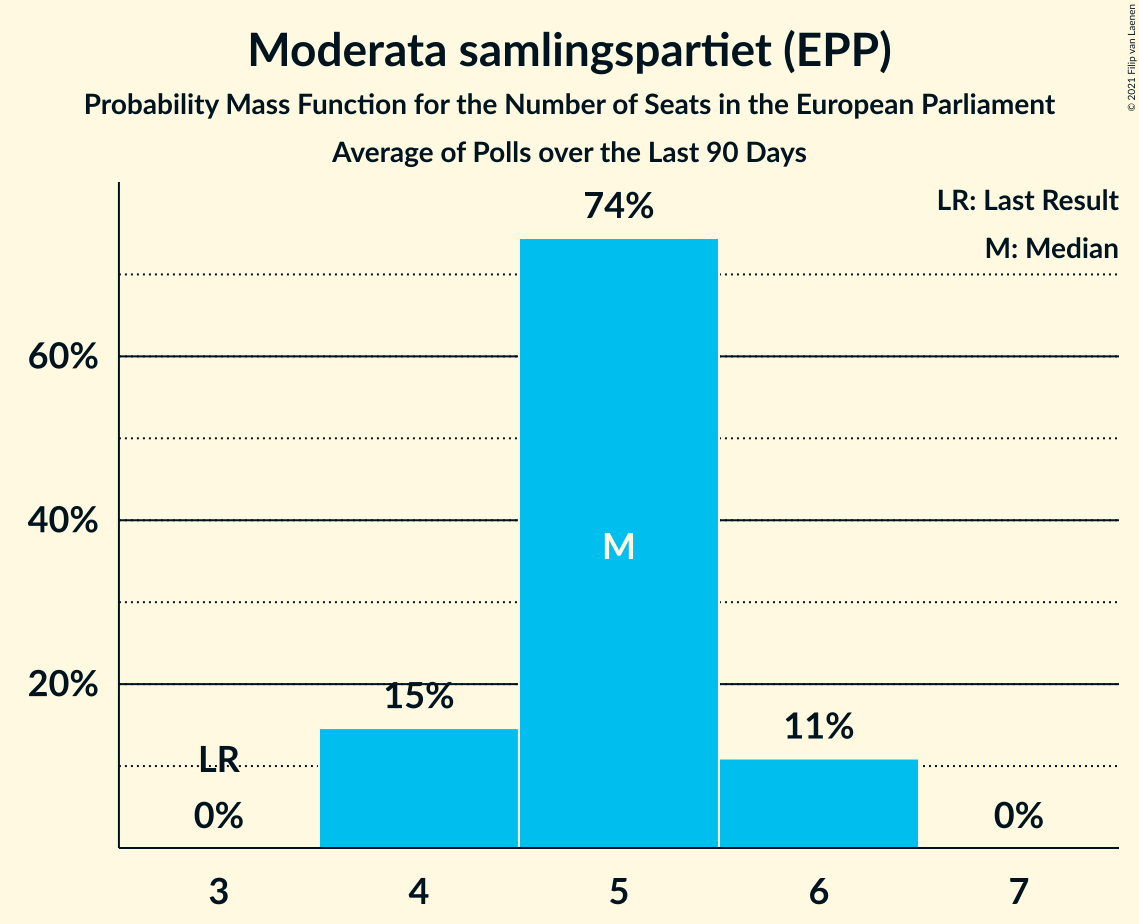 Moderata samlingspartiet (EPP)
Probability Mass Function for the Number of Seats in the European Parliament
Average of Polls over the Last 90 Days
© 2021 Filip van Laenen
LR: Last Result
M: Median
74%
60%
40%
M
20%
15%
11%
LR
0%
0%
3 4 5 6 7